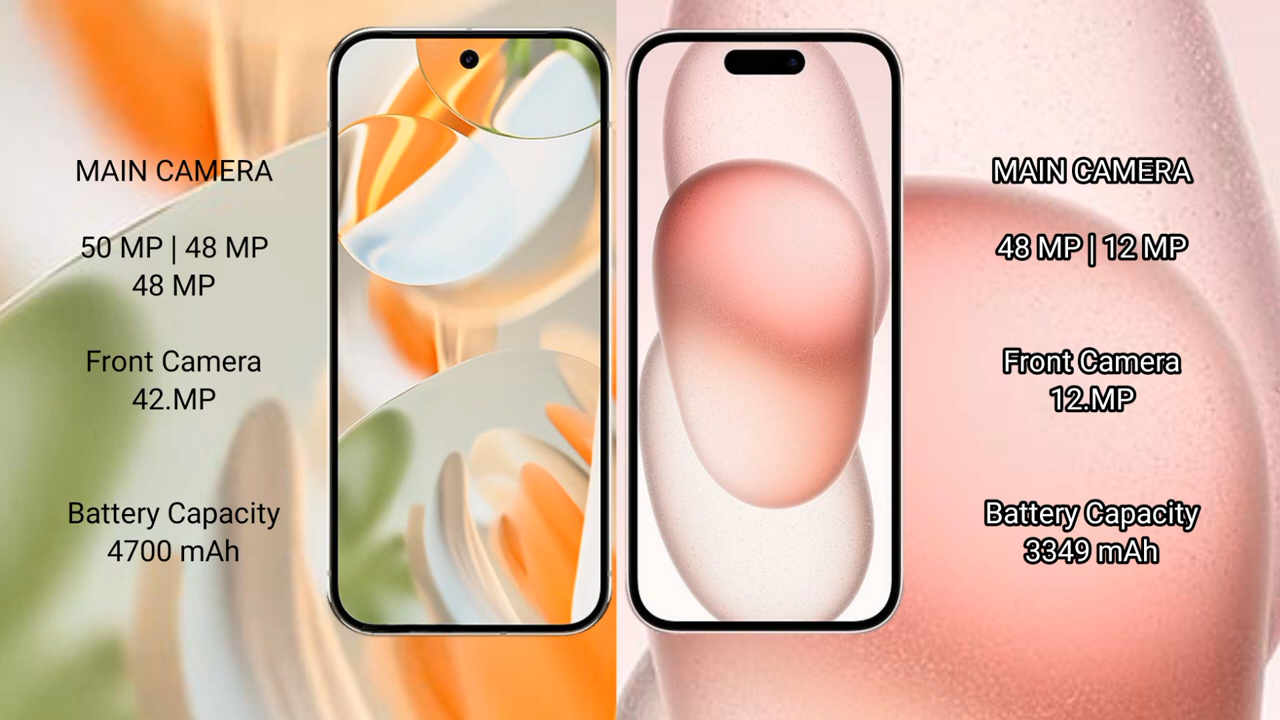 MAIN CAMERA
50 MP | 48 MP
48 MP
Front Camera
42.MP
Battery Capacity
4700 mAh
MAIN CAMERA
48 MP | 12 MP
Front Camera
12.MP
Battery Capacity
3349 mAh